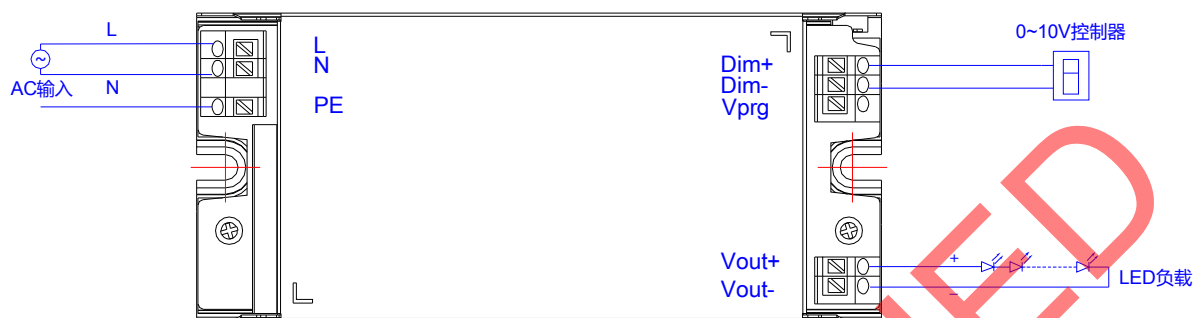 L
AC输入
N
L
N
PE
Dim+
Dim-
Vprg
0~10V控制器
Vout+
Vout-
+
−
LED负载